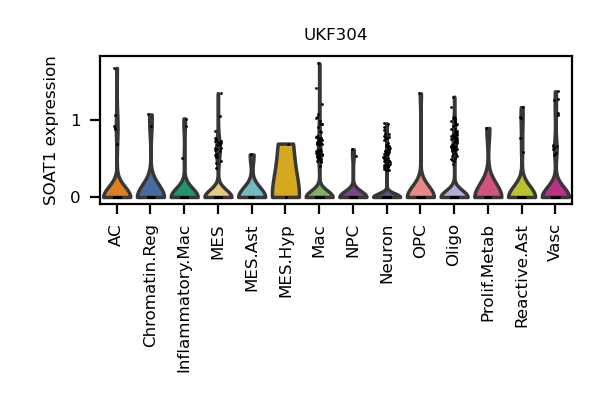 UKF304
SOAT1 expression
1
0
AC
Chromatin.Reg
Inflammatory.Mac
MES
MES.Ast
MES.Hyp
Mac
NPC
Neuron
OPC
Oligo
Prolif.Metab
Reactive.Ast
Vasc